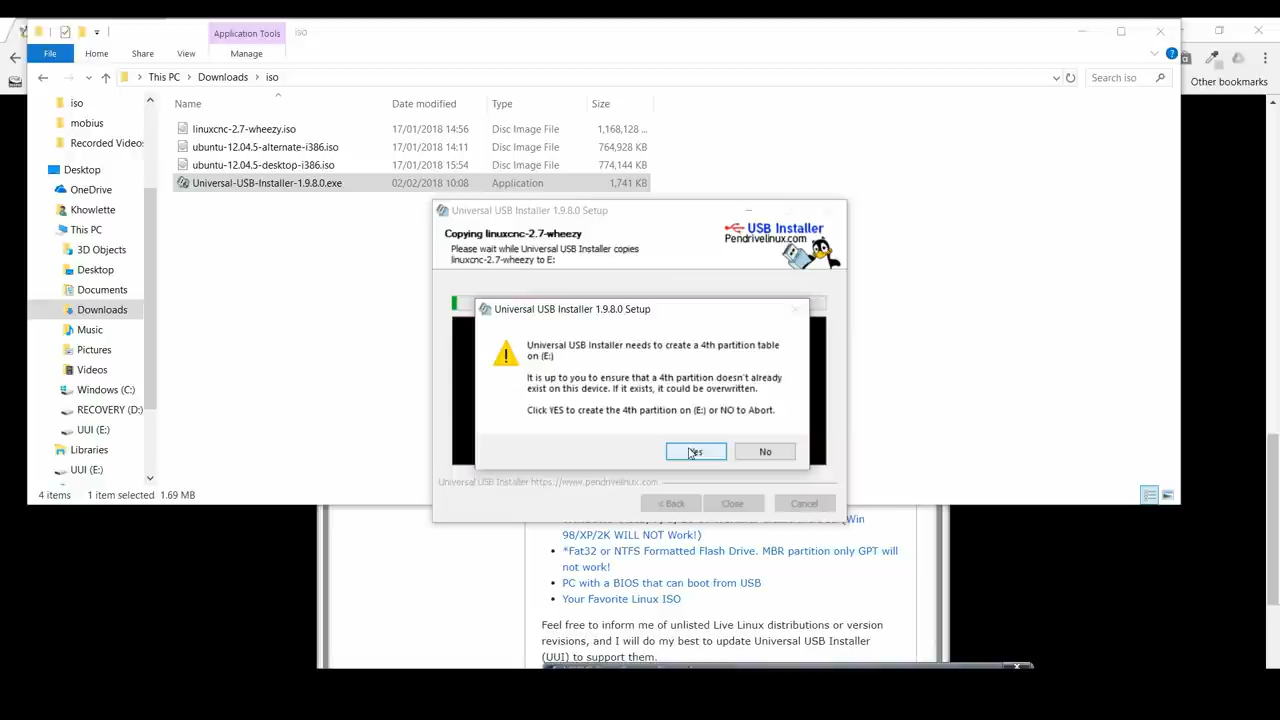 Application Tools
iso
File
Home
Share
View
Manage
This PC
Downloads
iso
Search iso
Other bookmarks
iso
mobius
Recorded Video
Desktop
OneDrive
Knowlette
This PC
3D Objects
Desktop
Documents
Downloads
Music
Pictures
Videos
Windows (C:)
RECOVERY (D:)
UUI (E:)
Libraries
UUI (E:)
Name
Date modified
Type
Size
linuxcnc-2.7-wheezy.iso 17/01/2018 14:56 Disc Image File 1,168,128 ...
ubuntu-12.04.5-alternate-i386.iso 17/01/2018 14:11 Disc Image File 764,928 KB
ubuntu-12.04.5-desktop-i386.iso 17/01/2018 15:54 Disc Image File 774,144 KB
Universal-USB-Installer-1.9.8.0.exe 02/02/2018 10:08 Application 1,741 KB
4 items 1 item selected 1.69 MB
Universal USB Installer 1.9.8.0 Setup
Copying linuxcnc-2.7-wheezy
Please wait while Universal USB Installer copies
linuxcnc-2.7-wheezy to E:
USB Installer
Pendrivelinux.com
Universal USB Installer 1.9.8.0 Setup
Universal USB Installer needs to create a 4th partition table
on (E:)
It is up to you to ensure that a 4th partition doesn't already
exist on this device. If it exists, it could be overwritten.
Click YES to create the 4th partition on (E:) or NO to Abort.
Yes
No
Universal USB Installer https://www.pendrivelinux.com
< Back
Close
Cancel
(Win
98/XP/2K WILL NOT Work!)
• *Fat32 or NTFS Formatted Flash Drive. MBR partition only GPT will
not work!
• PC with a BIOS that can boot from USB
• Your Favorite Linux ISO
Feel free to inform me of unlisted Live Linux distributions or version
revisions, and I will do my best to update Universal USB Installer
(UUI) to support them.